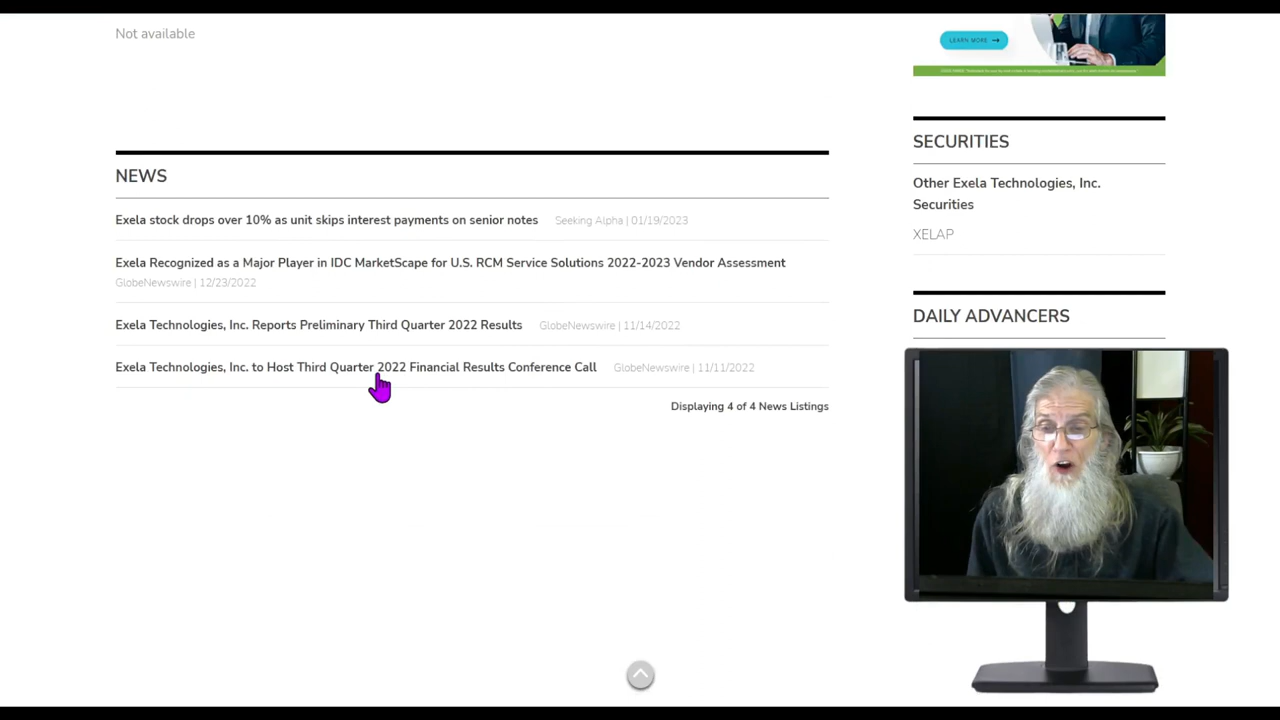 Not available
LEARN MORE
NEWS
Exela stock drops over 10% as unit skips interest payments on senior notes Seeking Alpha | 01/19/2023
Exela Recognized as a Major Player in IDC MarketScape for U.S. RCM Service Solutions 2022-2023 Vendor Assessment
GlobeNewswire | 12/23/2022
Exela Technologies, Inc. Reports Preliminary Third Quarter 2022 Results GlobeNewswire | 11/14/2022
Exela Technologies, Inc. to Host Third Quarter 2022 Financial Results Conference Call GlobeNewswire | 11/11/2022
Displaying 4 of 4 News Listings
SECURITIES
Other Exela Technologies, Inc.
Securities
XELAP
DAILY ADVANCERS